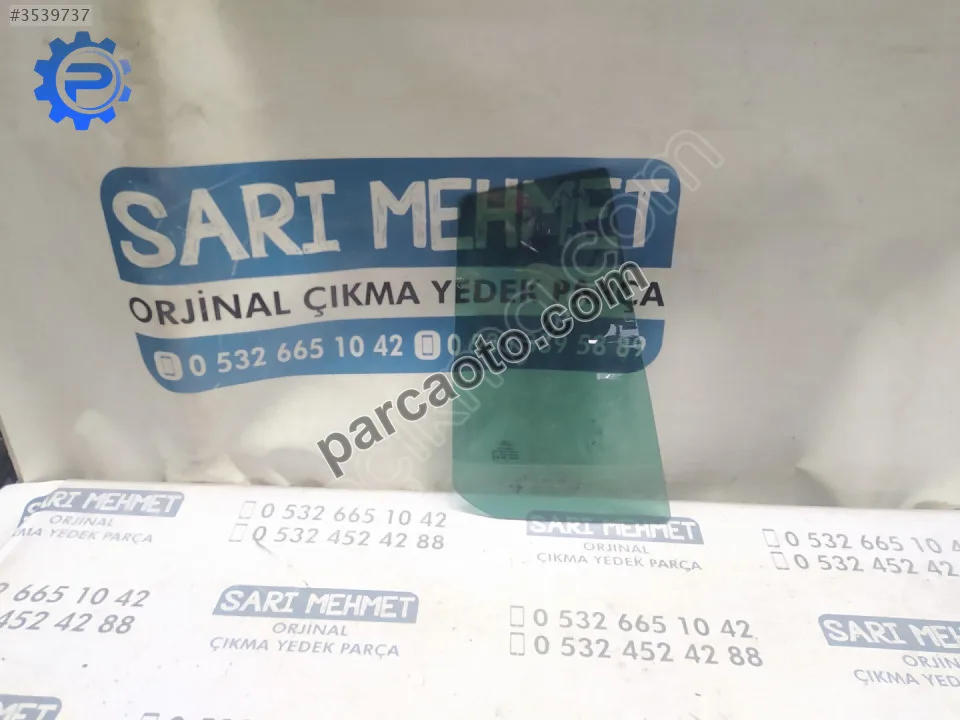 #3539737
P
SARI MEHMET
ORJİNAL ÇIKMA YEDEK PARÇA
0 532 665 10 42
parcaoto.com
SARI MEHMET
ORJİNAL
ÇIKMA YEDEK PARÇA
0 532 665 10 42
0 532 452 42 88
SARI MEHMET
ORJİNAL
ÇIKMA YEDEK PARÇA
0 532 665 10 4
0 532 452 42
2 665 10 42
452 42 88
SARI MEHMET
ORJİNAL
ÇIKMA YEDEK PARÇA
0 532 665 10 42
0 532 452 42 88
SARI MEHM
ORJİN
ÇIKMA YEDE